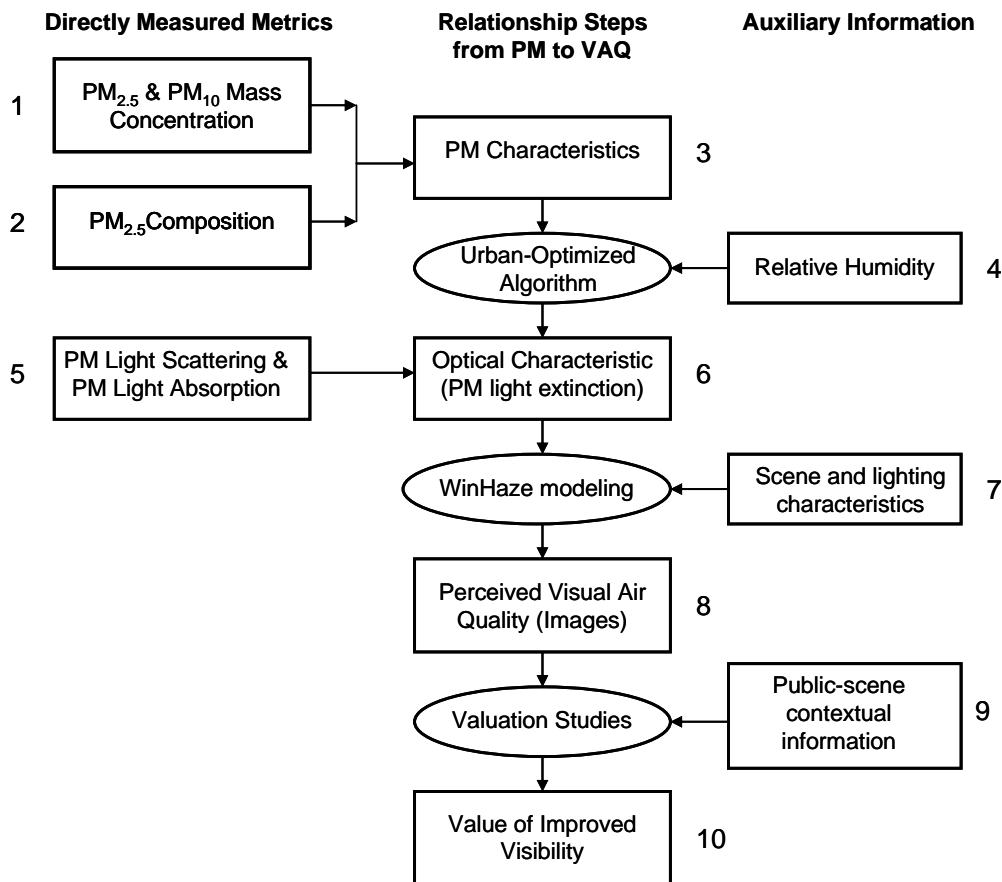 Directly Measured Metrics
Relationship Steps
from PM to VAQ
Auxiliary Information
1
PM2.5 & PM10 Mass
Concentration
PM Characteristics
3
2
PM2.5Composition
Urban-Optimized
Algorithm
Relative Humidity
4
5
PM Light Scattering &
PM Light Absorption
Optical Characteristic
(PM light extinction)
6
WinHaze modeling
Scene and lighting
characteristics
7
Perceived Visual Air
Quality (Images)
8
Valuation Studies
Public-scene
contextual
information
9
Value of Improved
Visibility
10